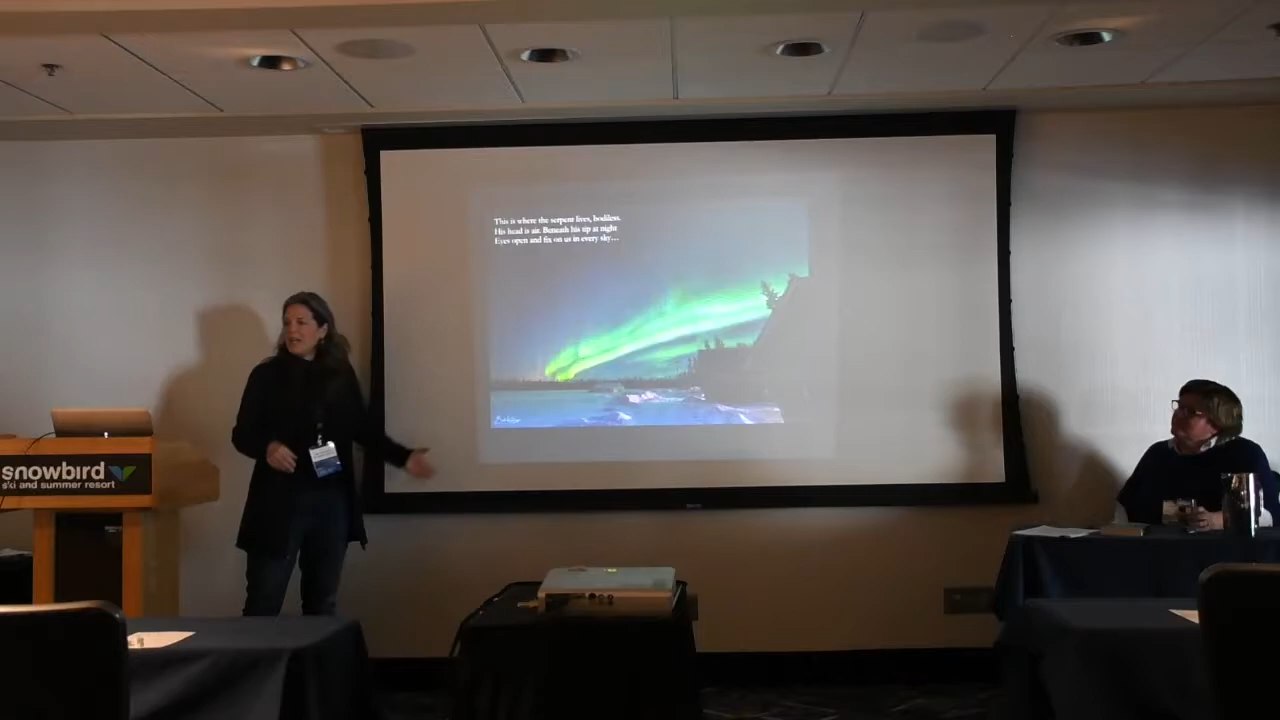 This is where the serpent lives, bodiless.
His head is air. Beneath his tip at night
Eyes open and fix on us in every sky…
snowbird
ski and summer resort